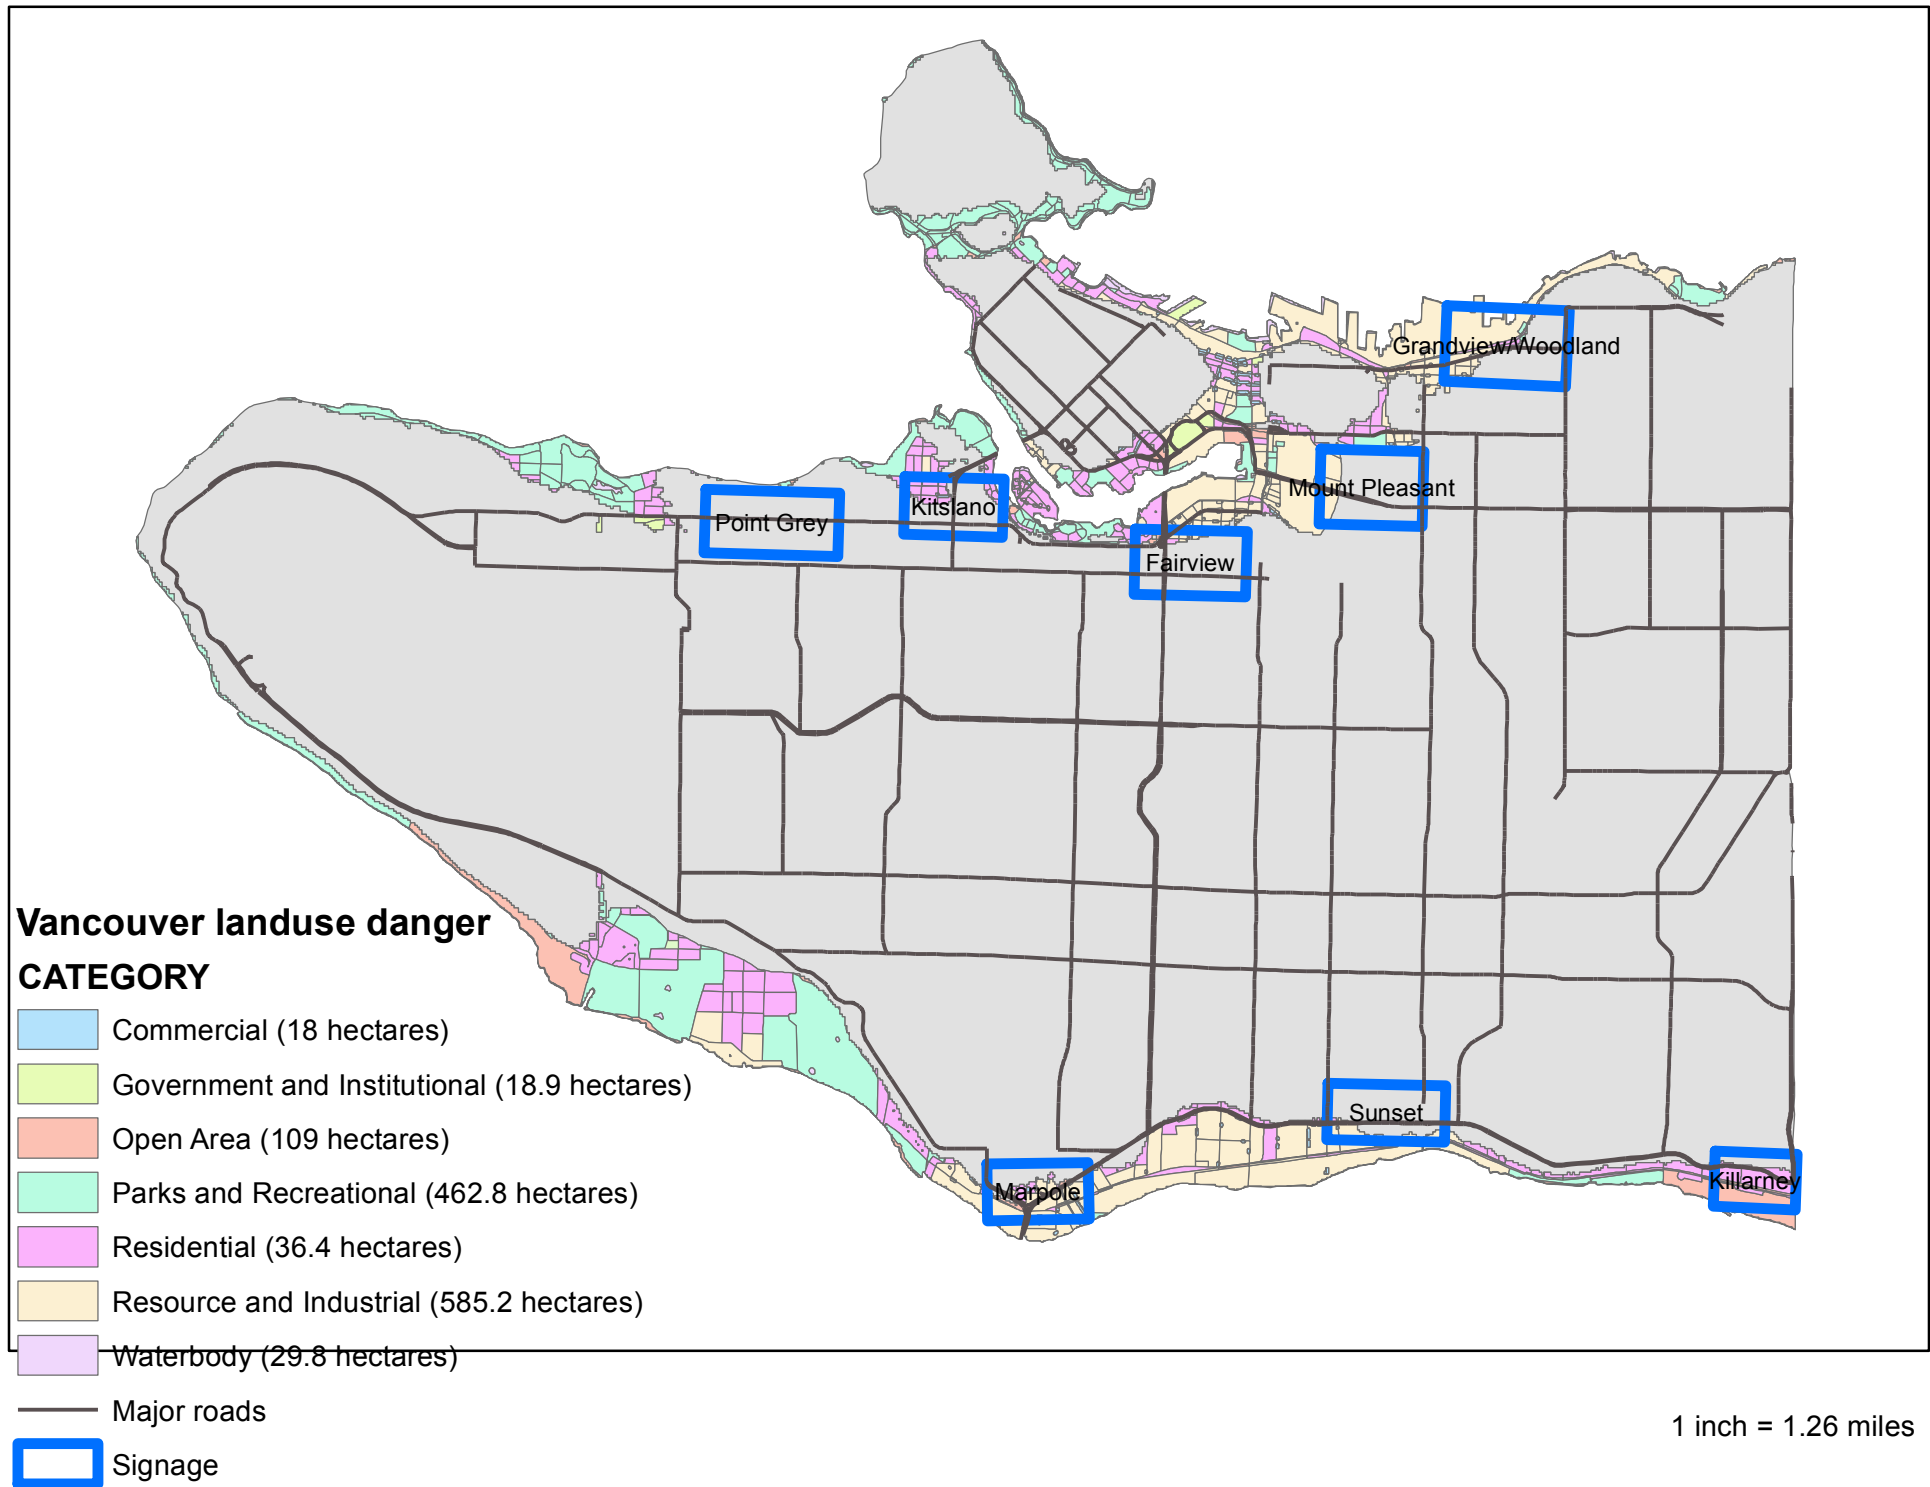 Grandview/Woodland
Mount Pleasant
Point Grey
Kitslano
Fairview
Sunset
Marpole
Killarney
Vancouver landuse danger
CATEGORY
Commercial (18 hectares)
Government and Institutional (18.9 hectares)
Open Area (109 hectares)
Parks and Recreational (462.8 hectares)
Residential (36.4 hectares)
Resource and Industrial (585.2 hectares)
Waterbody (29.8 hectares)
Major roads
Signage
1 inch = 1.26 miles